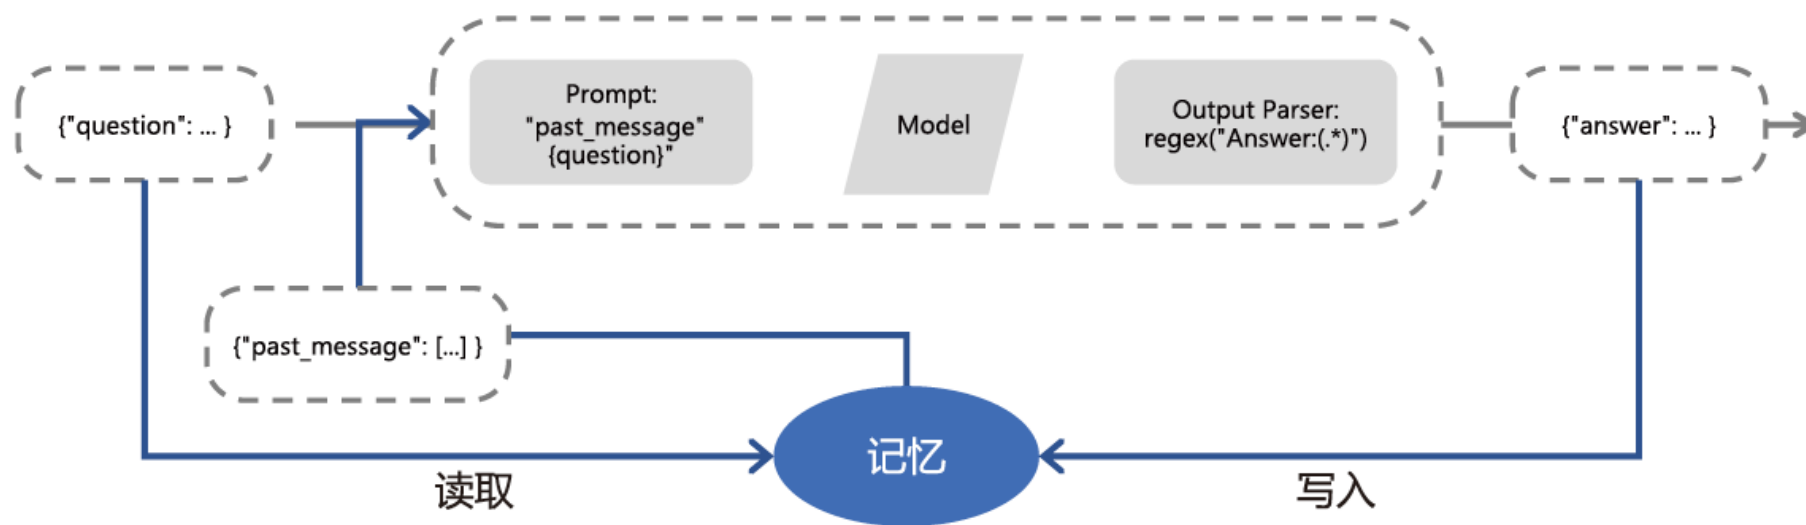 {"question": ... }
Prompt:
"past_message"
{question}"
Model
Output Parser:
regex("Answer:(.*)")
{"answer": ... }
{"past_message": [...] }
记忆
读取
写入